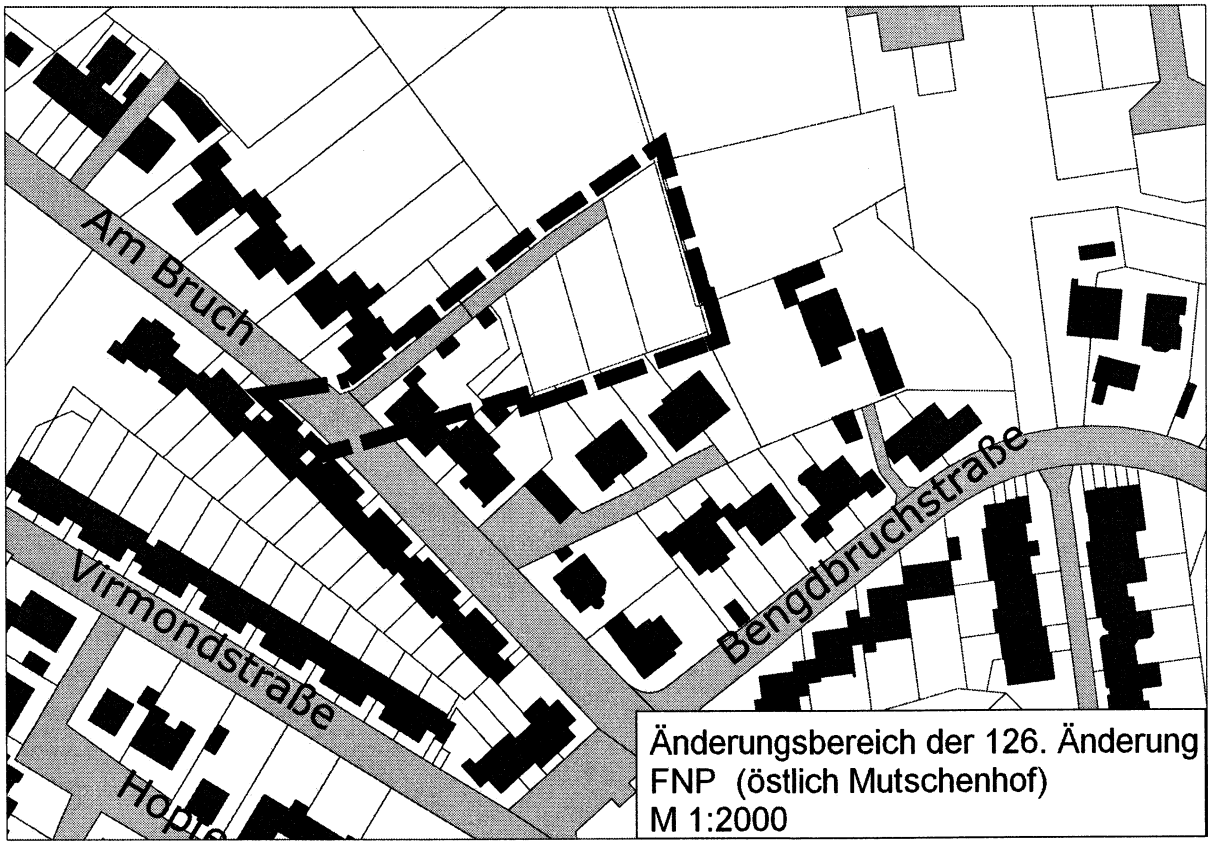 Am Bruch
Virmondstraße
Bengdbruchstraße
Änderungsbereich der 126. Änderung
FNP (östlich Mutschenhof)
M 1:2000